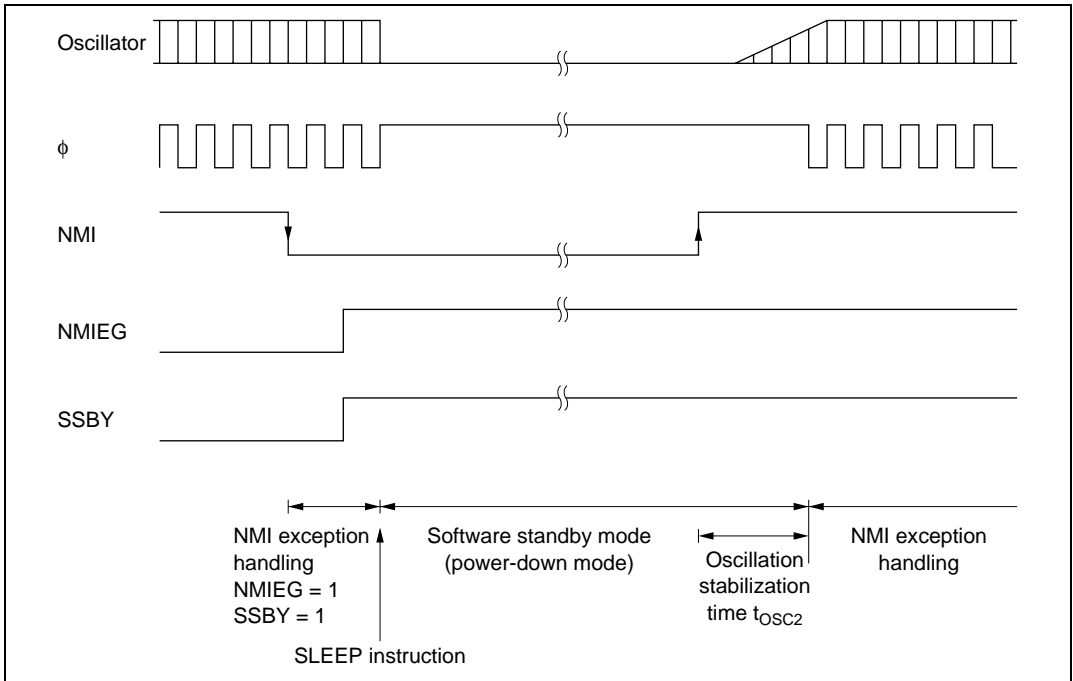 Oscillator
ϕ
NMI
NMIEG
SSBY
NMI exception
handling
NMIEG = 1
SSBY = 1
Software standby mode
(power-down mode)
Oscillation
stabilization
time tOSC2
NMI exception
handling
SLEEP instruction